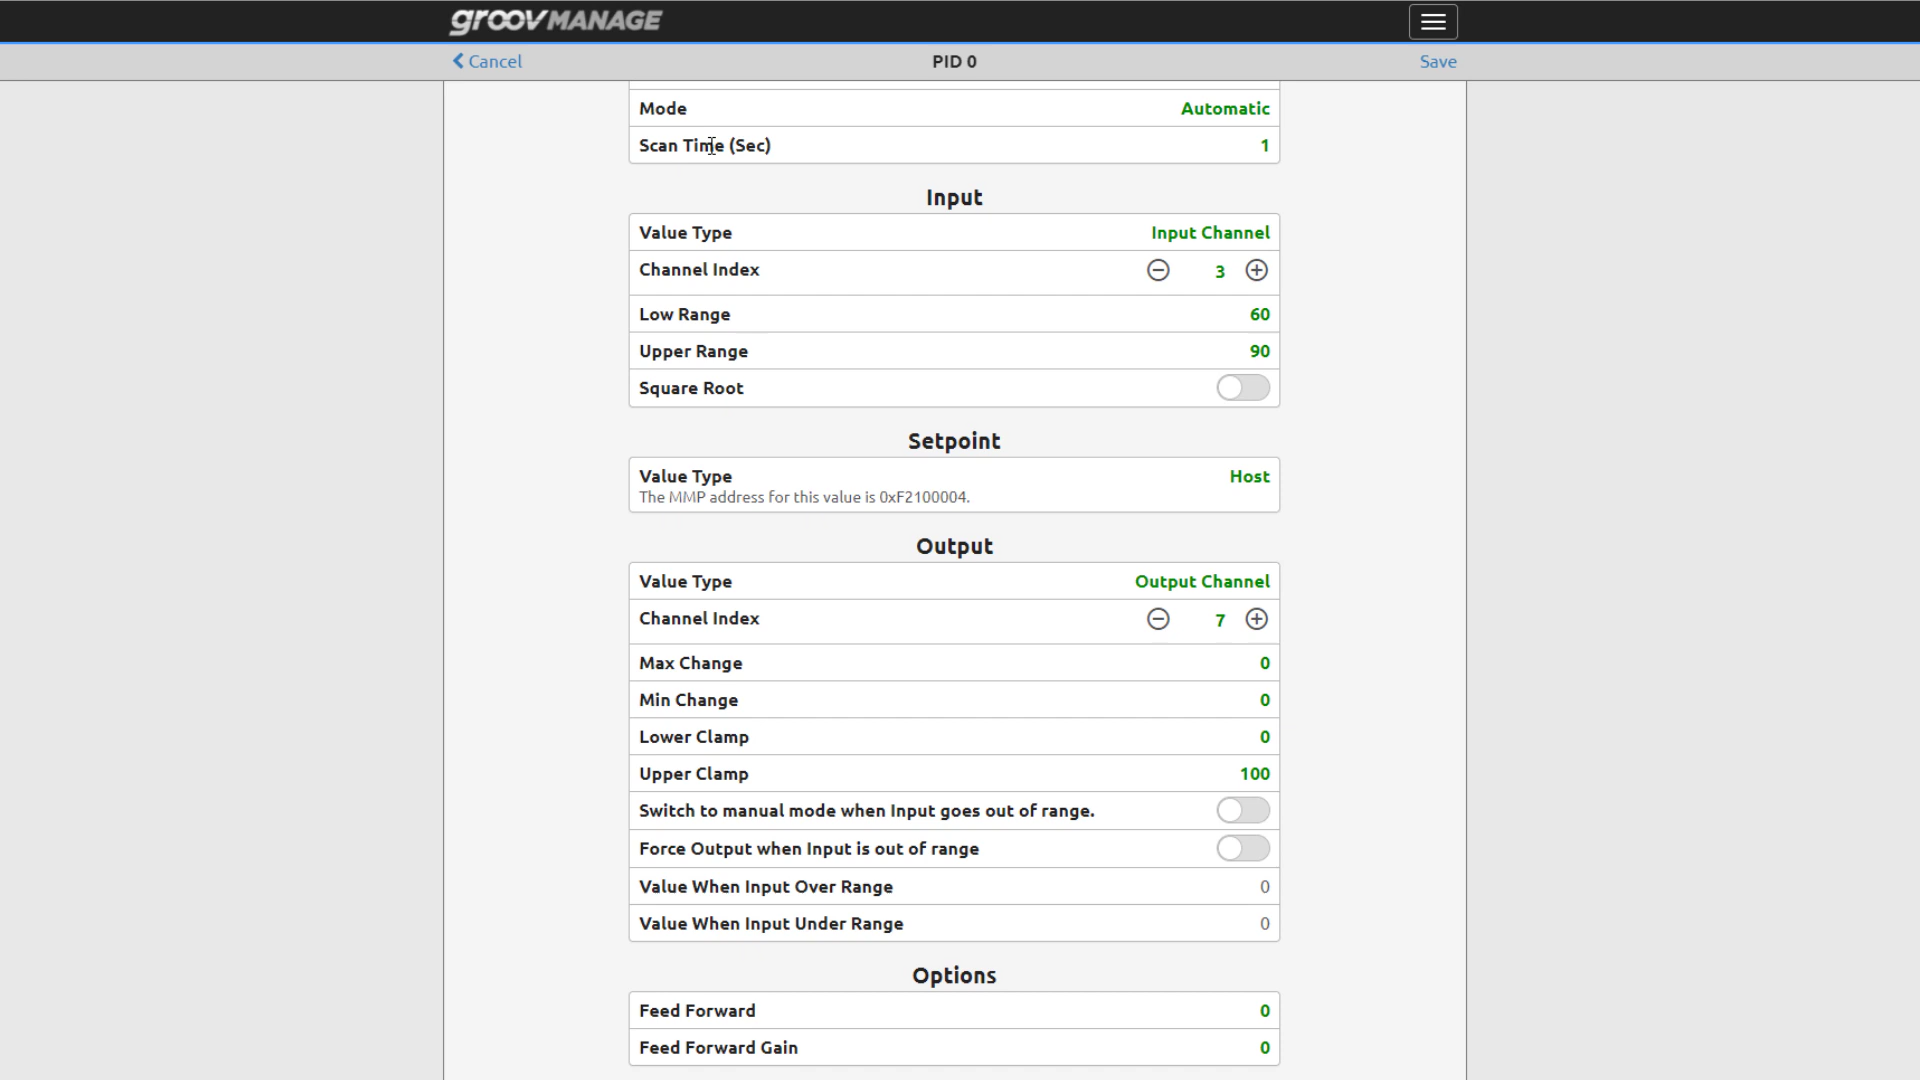 groov MANAGE
Cancel PID 0 Save
Mode Automatic
Scan Time (Sec) 1
Input
Value Type Input Channel
Channel Index 3
Low Range 60
Upper Range 90
Square Root
Setpoint
Value Type Host
The MMP address for this value is 0xF2100004.
Output
Value Type Output Channel
Channel Index 7
Max Change 0
Min Change 0
Lower Clamp 0
Upper Clamp 100
Switch to manual mode when Input goes out of range.
Force Output when Input is out of range
Value When Input Over Range 0
Value When Input Under Range 0
Options
Feed Forward 0
Feed Forward Gain 0